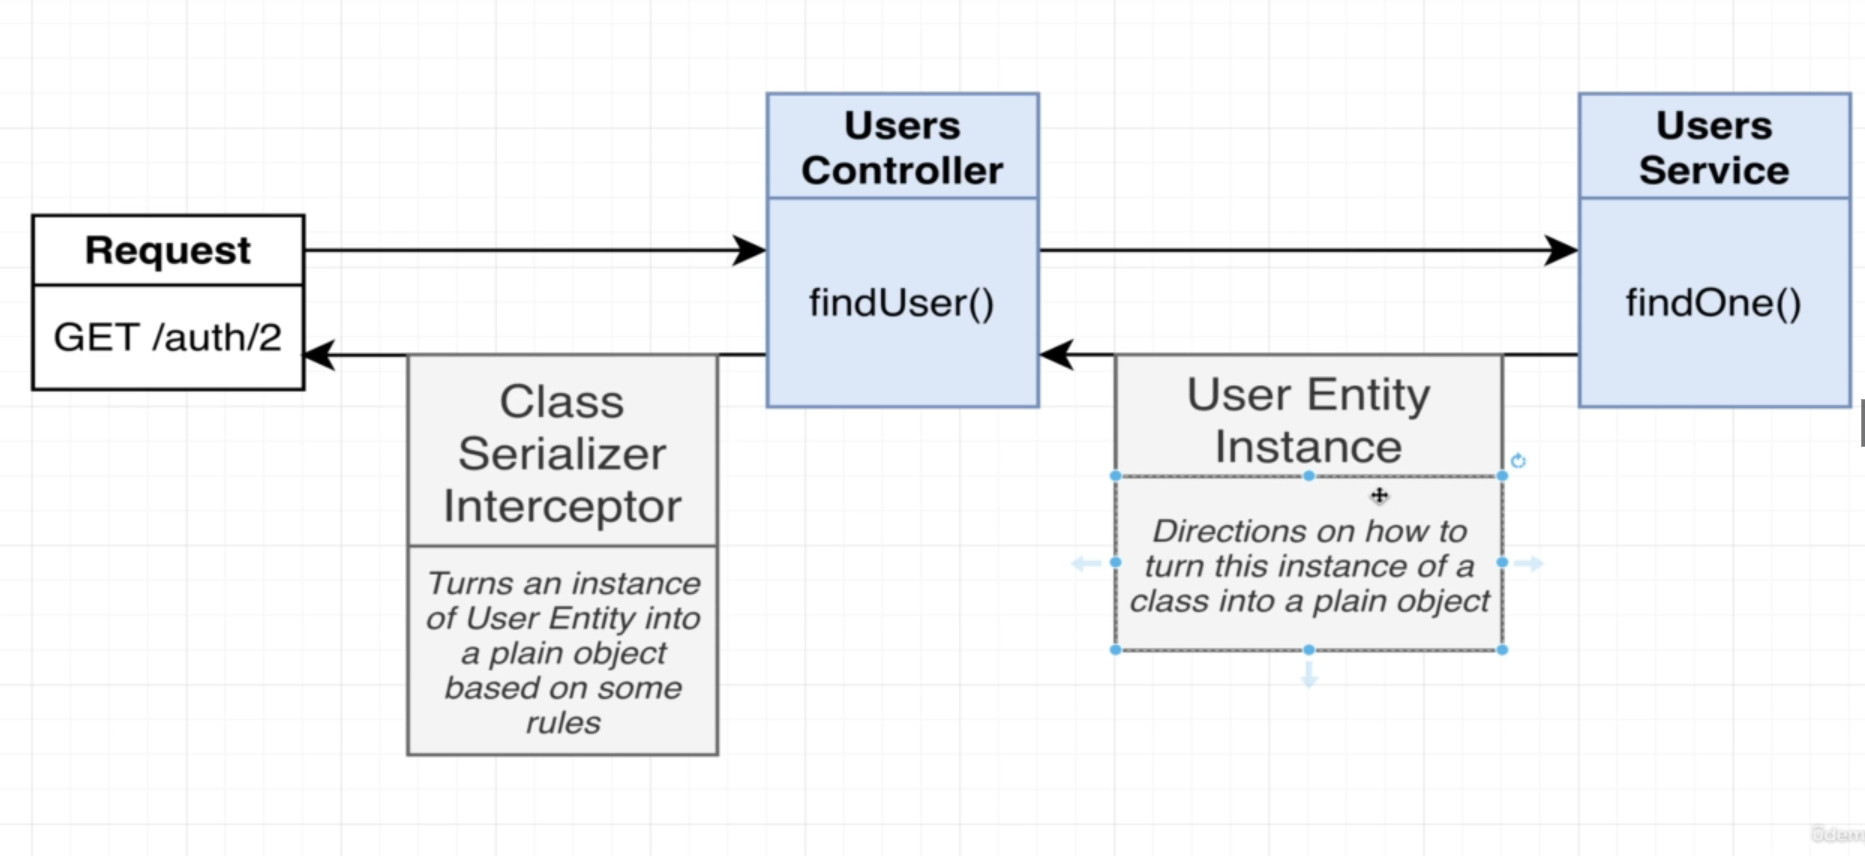 Users
Controller
Users
Service
Request
GET /auth/2
findUser()
findOne()
Class
Serializer
Interceptor
Turns an instance
of User Entity into
a plain object
based on some
rules
User Entity
Instance
Directions on how to
turn this instance of a
class into a plain object